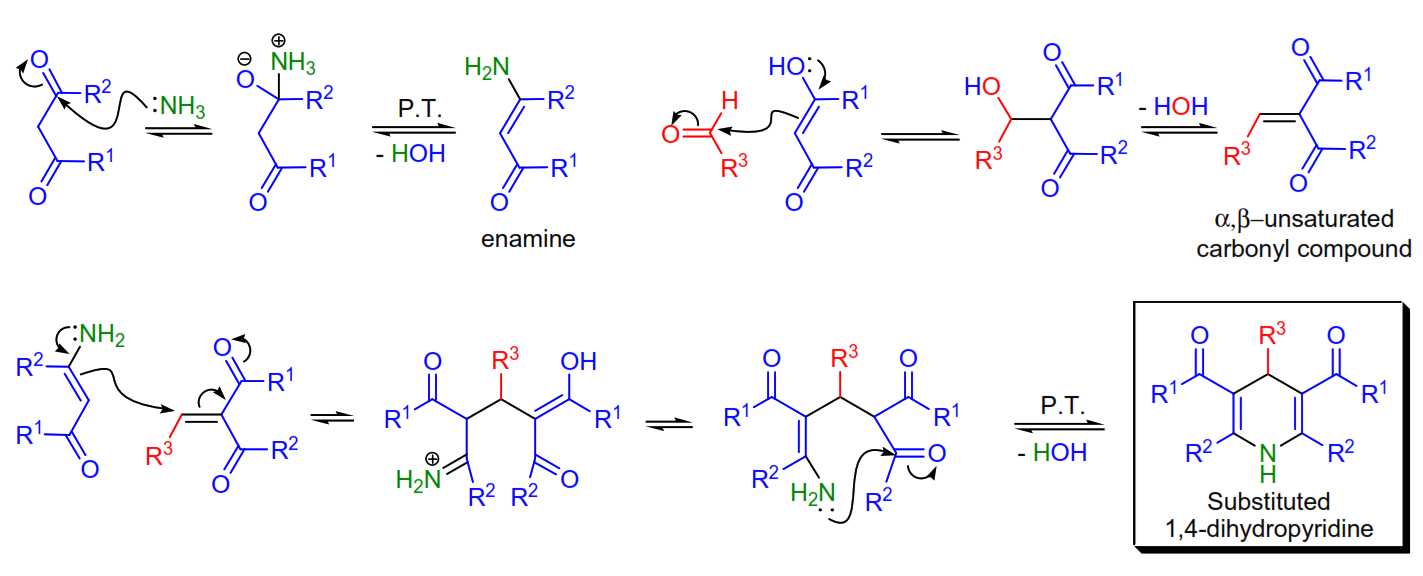 O
R²
:NH₃
R¹
O
⊖
O
⊕
NH₃
R²
R¹
O
P.T.
- HOH
H₂N
R²
R¹
O
enamine
O
H
R³
HO:
R¹
R²
O
HO
R³
O
R¹
R²
O
- HOH
R³
O
R¹
R²
O
α,β–unsaturated
carbonyl compound
:NH₂
R²
R¹
O
R³
O
R¹
R²
O
O
R¹
R³
OH
R¹
⊕
H₂N
R²
R²
O
O
R¹
R³
O
R¹
R²
H₂N
O
R²
P.T.
- HOH
O
R³
O
R¹
R¹
R²
N
H
R²
Substituted
1,4-dihydropyridine